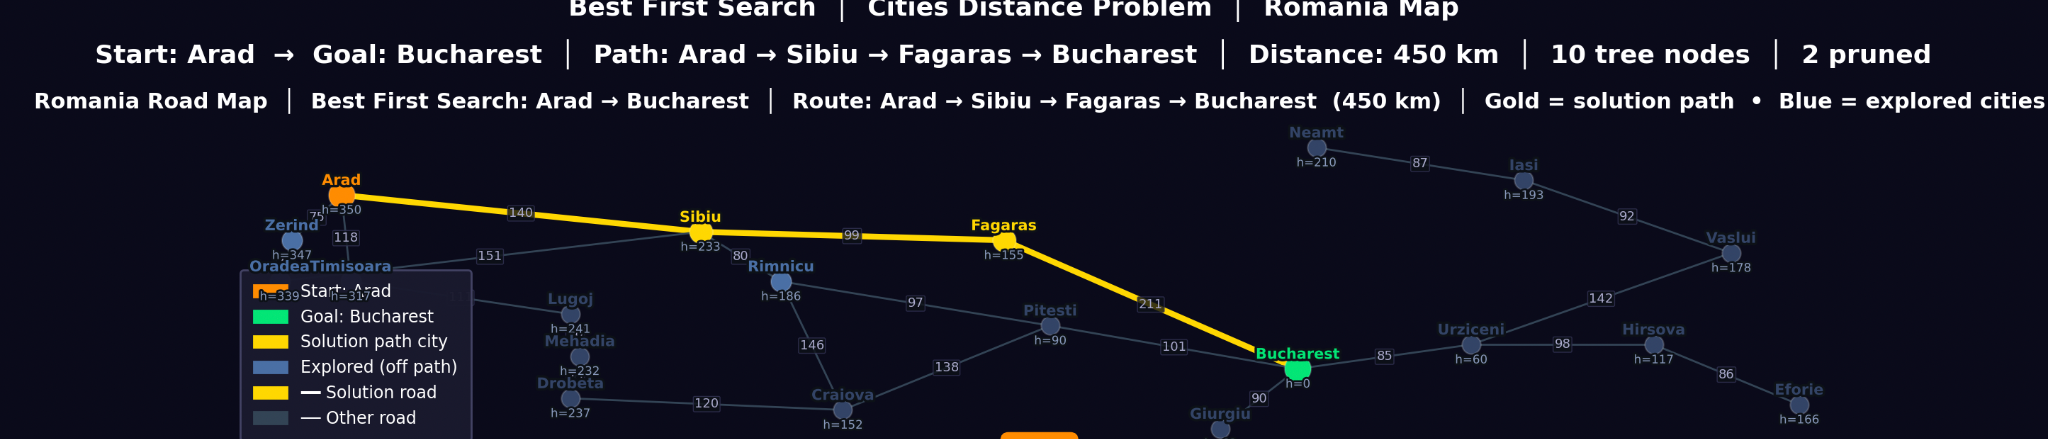 Best First Search │ Cities Distance Problem │ Romania Map
Start: Arad → Goal: Bucharest │ Path: Arad → Sibiu → Fagaras → Bucharest │ Distance: 450 km │ 10 tree nodes │ 2 pruned
Romania Road Map │ Best First Search: Arad → Bucharest │ Route: Arad → Sibiu → Fagaras → Bucharest (450 km) │ Gold = solution path • Blue = explored cities
Neamt
h=210
87
Iasi
h=193
92
Vaslui
h=178
142
Arad
h=350
75
140
Zerind
h=347
118
Sibiu
h=233
99
Fagaras
h=155
151
80
Oradea
h=339
Timisoara
h=317
Rimnicu
h=186
97
211
Lugoj
h=241
Mehadia
h=232
Drobeta
h=237
120
146
138
Pitesti
h=90
101
Craiova
h=152
Bucharest
h=0
85
90
Giurgiu
Urziceni
h=60
98
Hirsova
h=117
86
Eforie
h=166
Start: Arad
Goal: Bucharest
Solution path city
Explored (off path)
— Solution road
— Other road